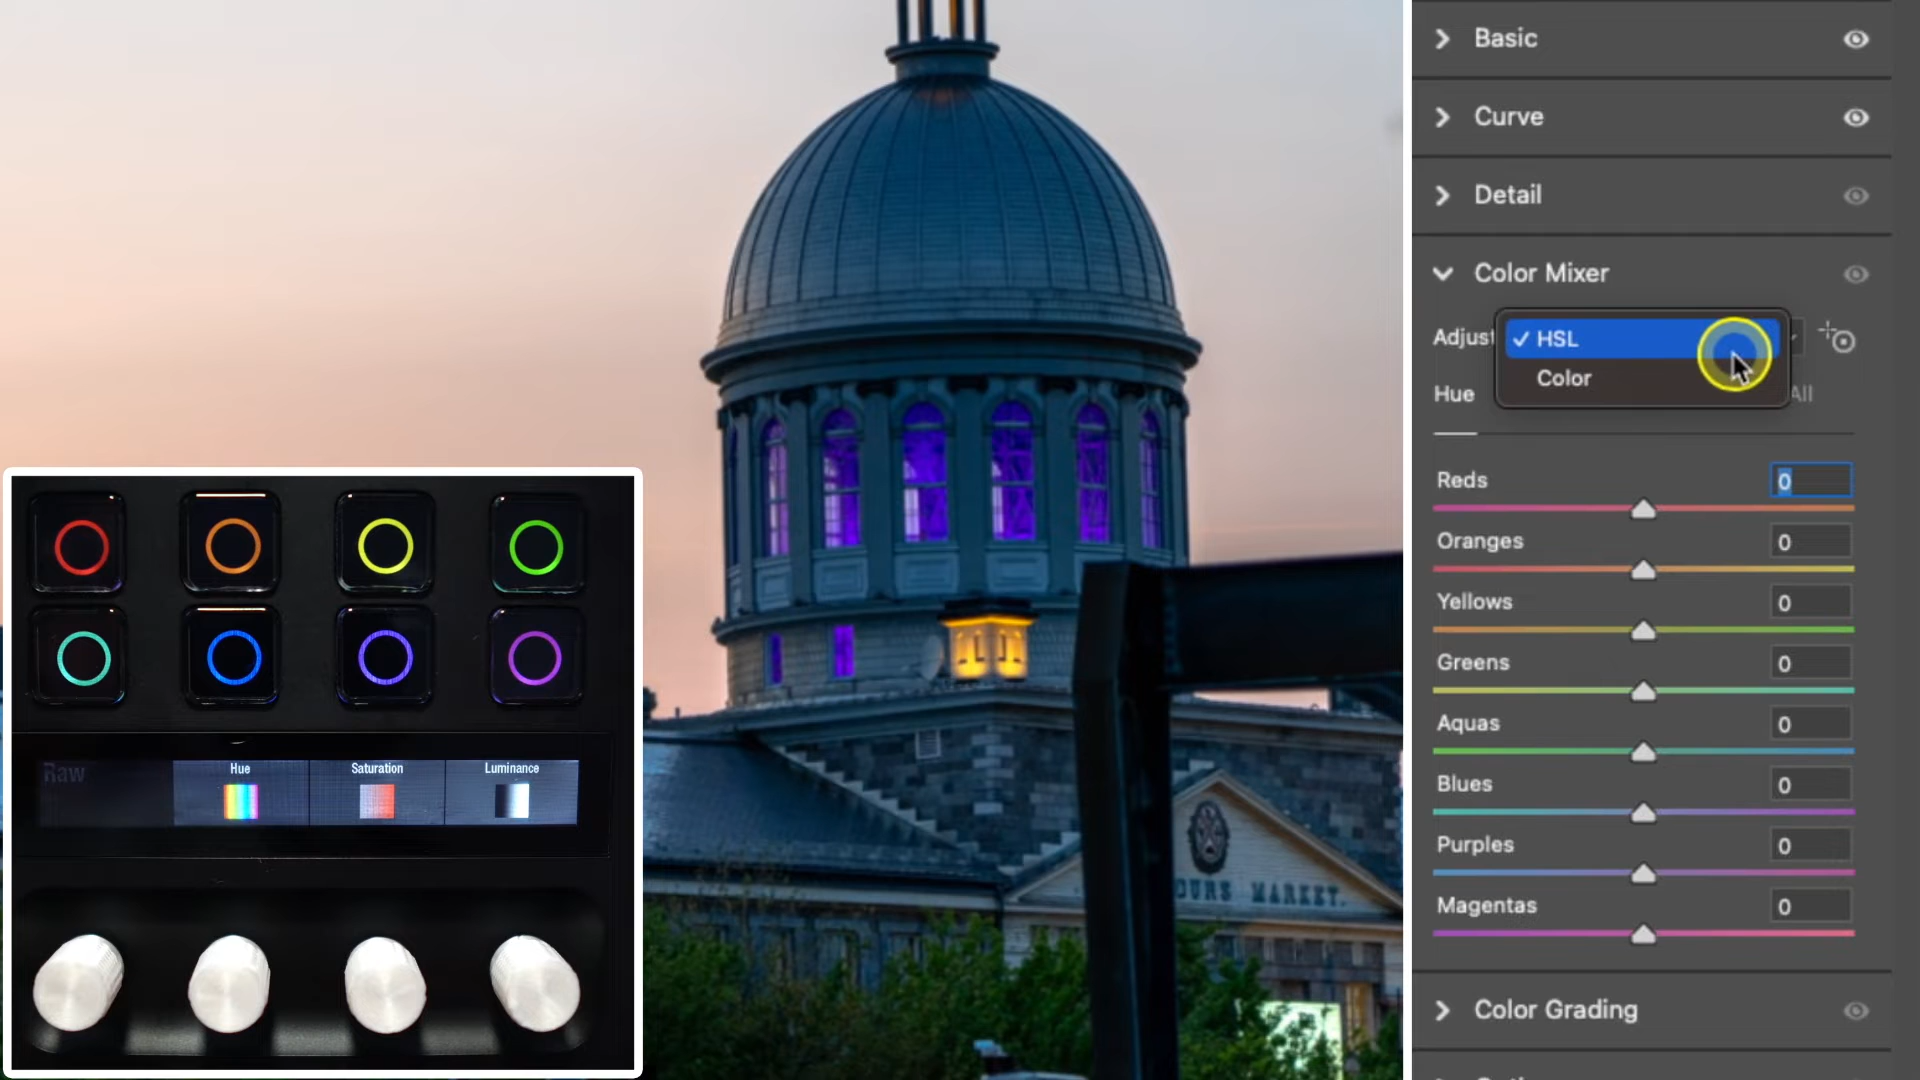 Basic
Curve
Detail
Color Mixer
Adjust
✓ HSL
Color
Hue
All
Reds 0
Oranges 0
Yellows 0
Greens 0
Aquas 0
Blues 0
Purples 0
Magentas 0
Color Grading
Raw
Hue
Saturation
Luminance
OURS MARKET.